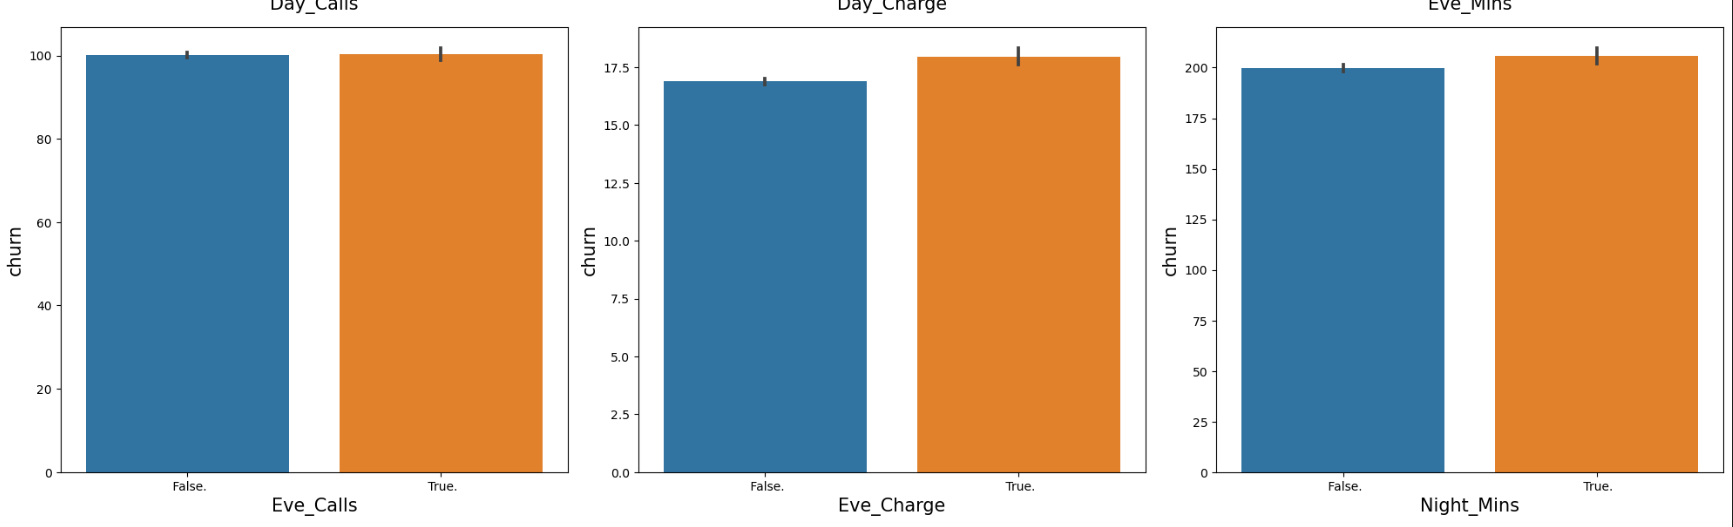 Day_Calls
Day_Charge
Eve_Mins
100
80
60
40
20
0
churn
False.
True.
Eve_Calls
17.5
15.0
12.5
10.0
7.5
5.0
2.5
0.0
churn
False.
True.
Eve_Charge
200
175
150
125
100
75
50
25
0
churn
False.
True.
Night_Mins